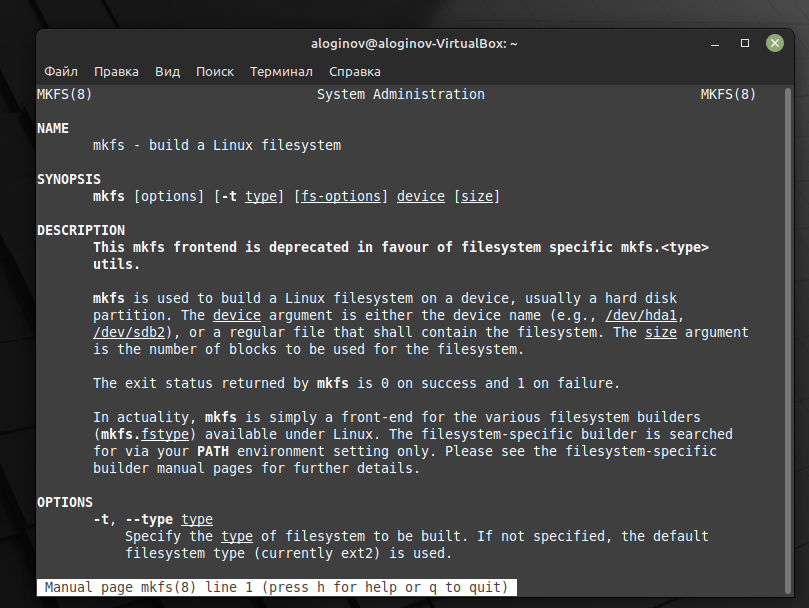 aloginov@aloginov-VirtualBox: ~
Файл Правка Вид Поиск Терминал Справка
MKFS(8) System Administration MKFS(8)
NAME
mkfs - build a Linux filesystem
SYNOPSIS
mkfs [options] [-t type] [fs-options] device [size]
DESCRIPTION
This mkfs frontend is deprecated in favour of filesystem specific mkfs.<type>
utils.
mkfs is used to build a Linux filesystem on a device, usually a hard disk
partition. The device argument is either the device name (e.g., /dev/hda1,
/dev/sdb2), or a regular file that shall contain the filesystem. The size argument
is the number of blocks to be used for the filesystem.
The exit status returned by mkfs is 0 on success and 1 on failure.
In actuality, mkfs is simply a front-end for the various filesystem builders
(mkfs.fstype) available under Linux. The filesystem-specific builder is searched
for via your PATH environment setting only. Please see the filesystem-specific
builder manual pages for further details.
OPTIONS
-t, --type type
Specify the type of filesystem to be built. If not specified, the default
filesystem type (currently ext2) is used.
Manual page mkfs(8) line 1 (press h for help or q to quit)